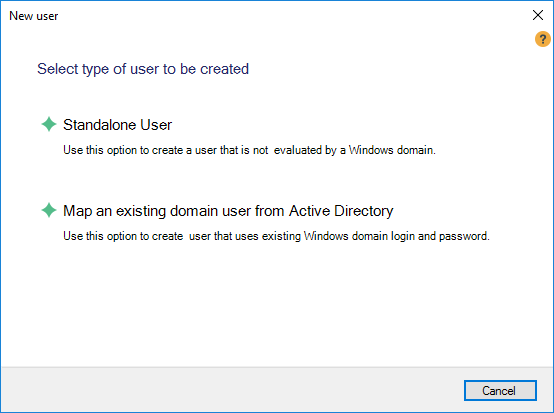 New user
?
Select type of user to be created
Standalone User
Use this option to create a user that is not  evaluated by a Windows domain.
Map an existing domain user from Active Directory
Use this option to create  user that uses existing Windows domain login and password.
Cancel